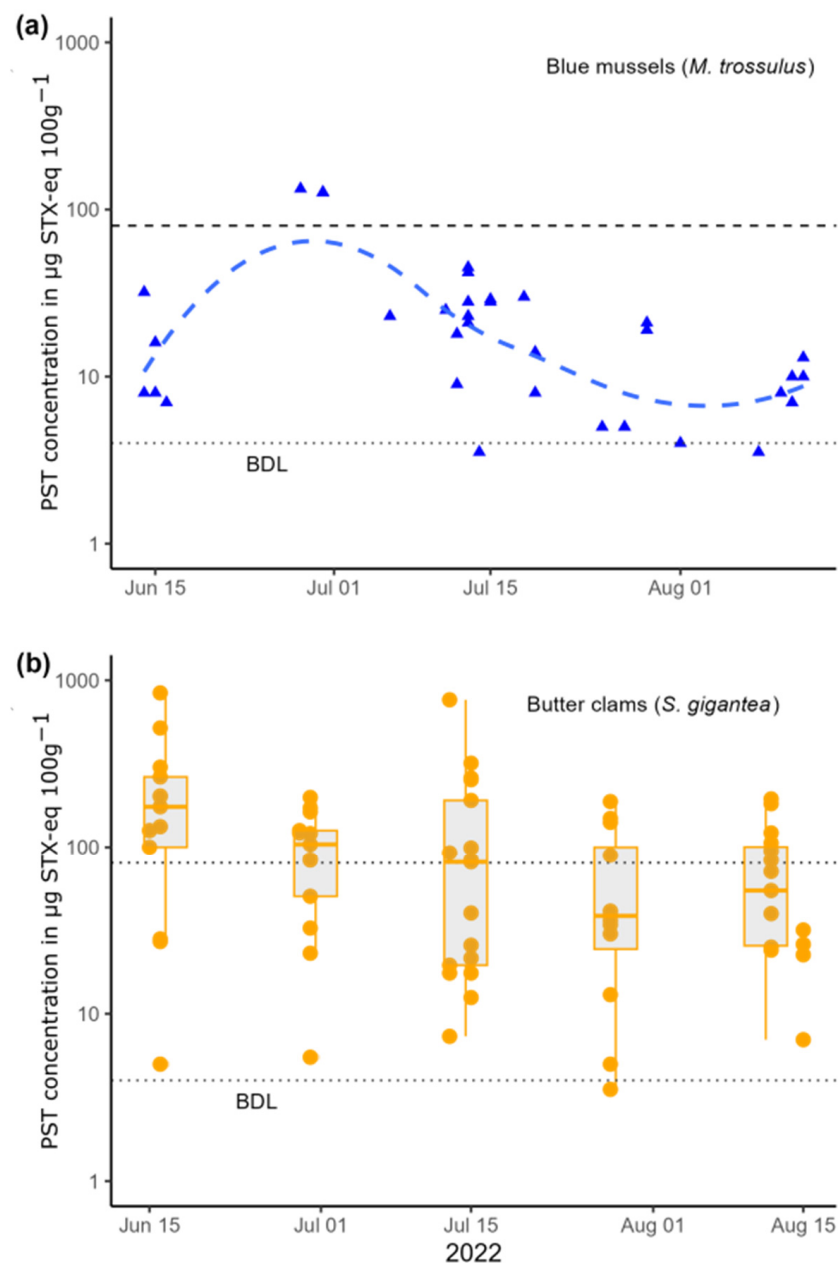 (a)
1000
Blue mussels (M. trossulus)
100
10
BDL
1
PST concentration in µg STX-eq 100g⁻¹
Jun 15 Jul 01 Jul 15 Aug 01
(b)
1000
Butter clams (S. gigantea)
100
10
BDL
1
PST concentration in µg STX-eq 100g⁻¹
Jun 15 Jul 01 Jul 15 Aug 01 Aug 15
2022